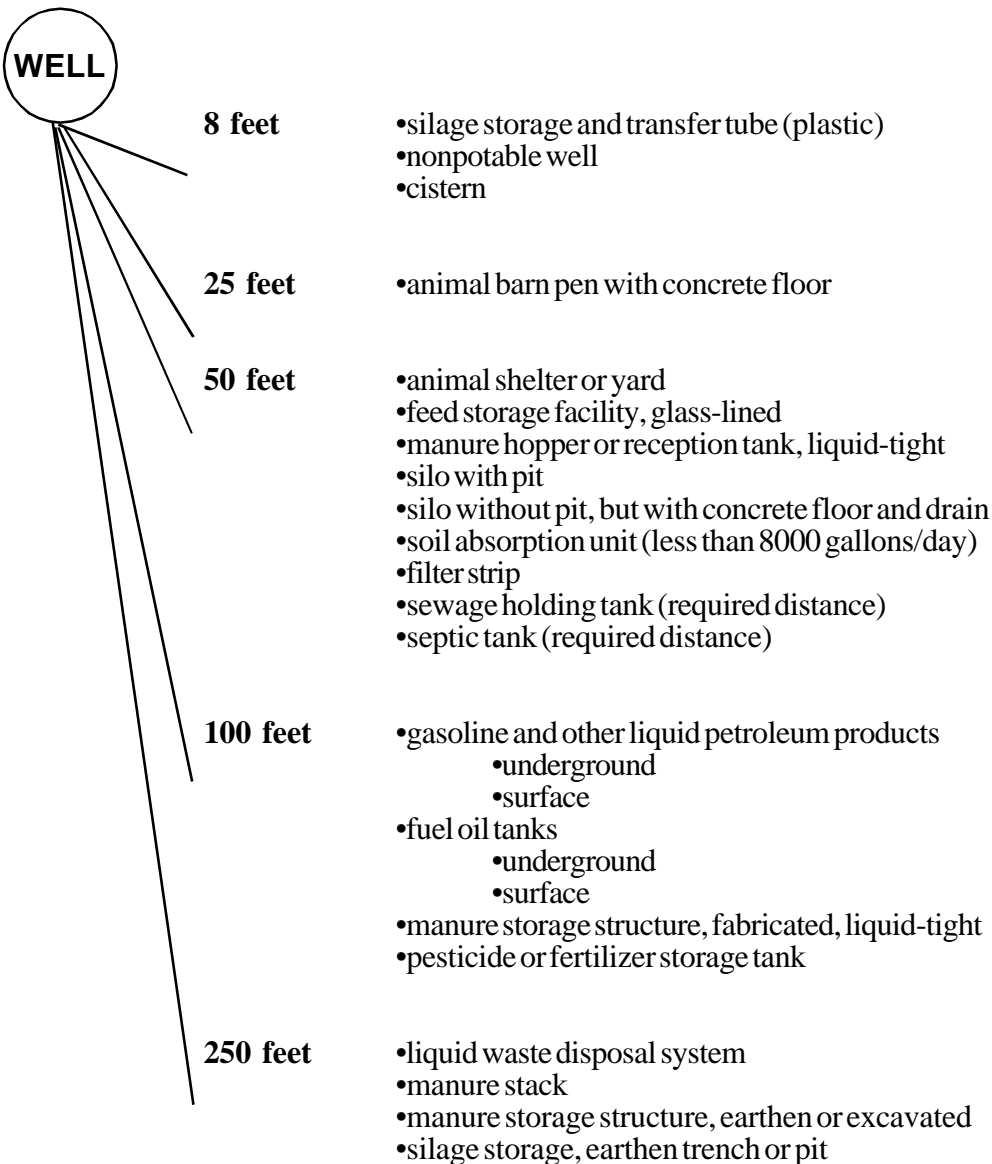 WELL
8 feet •silage storage and transfer tube (plastic)
•nonpotable well
•cistern
25 feet •animal barn pen with concrete floor
50 feet •animal shelter or yard
•feed storage facility, glass-lined
•manure hopper or reception tank, liquid-tight
•silo with pit
•silo without pit, but with concrete floor and drain
•soil absorption unit (less than 8000 gallons/day)
•filter strip
•sewage holding tank (required distance)
•septic tank (required distance)
100 feet •gasoline and other liquid petroleum products
•underground
•surface
•fuel oil tanks
•underground
•surface
•manure storage structure, fabricated, liquid-tight
•pesticide or fertilizer storage tank
250 feet •liquid waste disposal system
•manure stack
•manure storage structure, earthen or excavated
•silage storage, earthen trench or pit